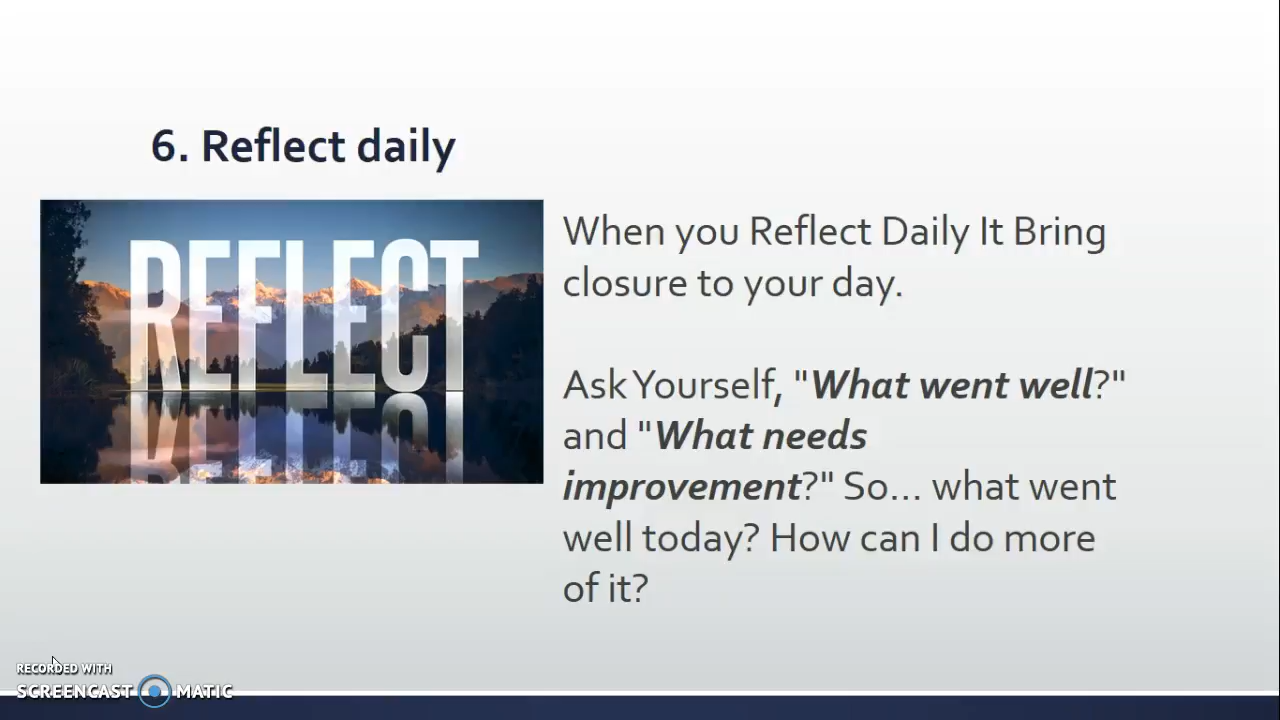 6. Reflect daily
REFLECT
When you Reflect Daily It Bring
closure to your day.
Ask Yourself, "What went well?"
and "What needs
improvement?" So... what went
well today? How can I do more
of it?
RECORDED WITH
SCREENCAST MATIC